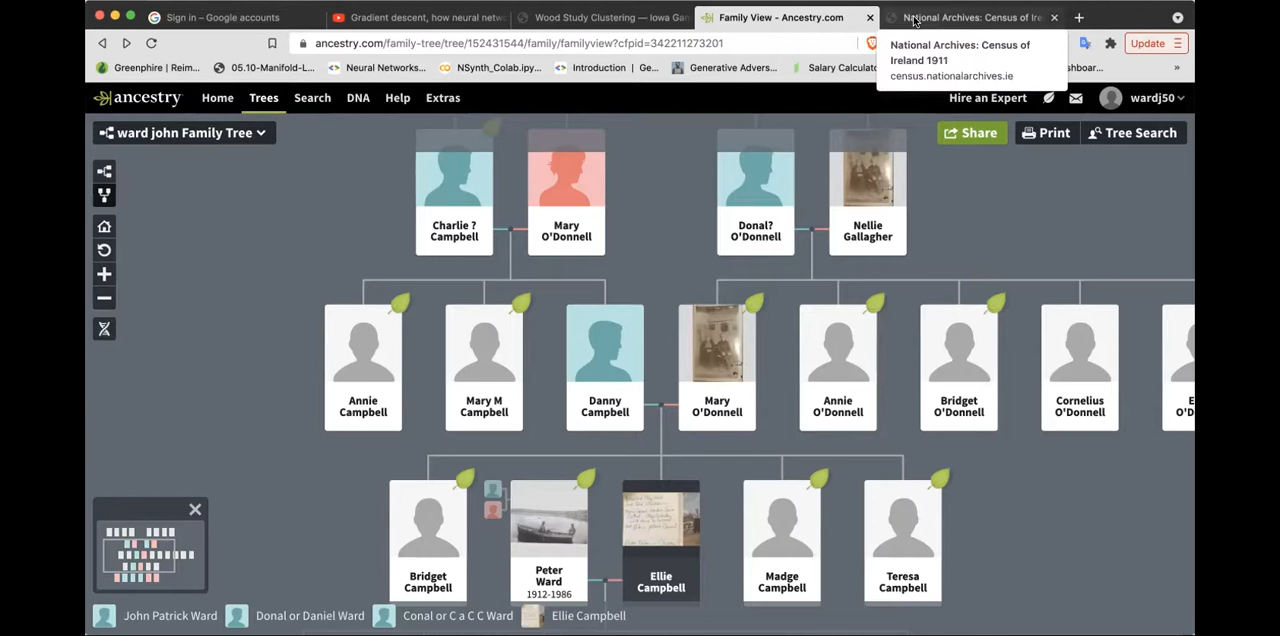 Sign in – Google accounts
Gradient descent, how neural netw
Wood Study Clustering — Iowa Gam
Family View - Ancestry.com
National Archives: Census of Ire
ancestry.com/family-tree/tree/152431544/family/familyview?cfpid=342211273201
National Archives: Census of
Ireland 1911
census.nationalarchives.ie
Update
Greenphire | Reim...
05.10-Manifold-L...
Neural Networks...
NSynth_Colab.ipy...
Introduction | Ge...
Generative Advers...
Salary Calculato
dashboar...
»
ancestry
Home
Trees
Search
DNA
Help
Extras
Hire an Expert
wardj50
ward john Family Tree
Share
Print
Tree Search
Charlie ?
Campbell
Mary
O'Donnell
Donal?
O'Donnell
Nellie
Gallagher
Annie
Campbell
Mary M
Campbell
Danny
Campbell
Mary
O'Donnell
Annie
O'Donnell
Bridget
O'Donnell
Cornelius
O'Donnell
E
O'D
Bridget
Campbell
Peter
Ward
1912-1986
Ellie
Campbell
Madge
Campbell
Teresa
Campbell
John Patrick Ward
Donal or Daniel Ward
Conal or C a C C Ward
Ellie Campbell